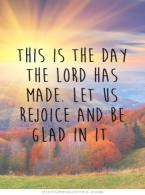 THIS IS THE DAY
THE LORD HAS
MADE. LET US
REJOICE AND BE
GLAD IN IT.